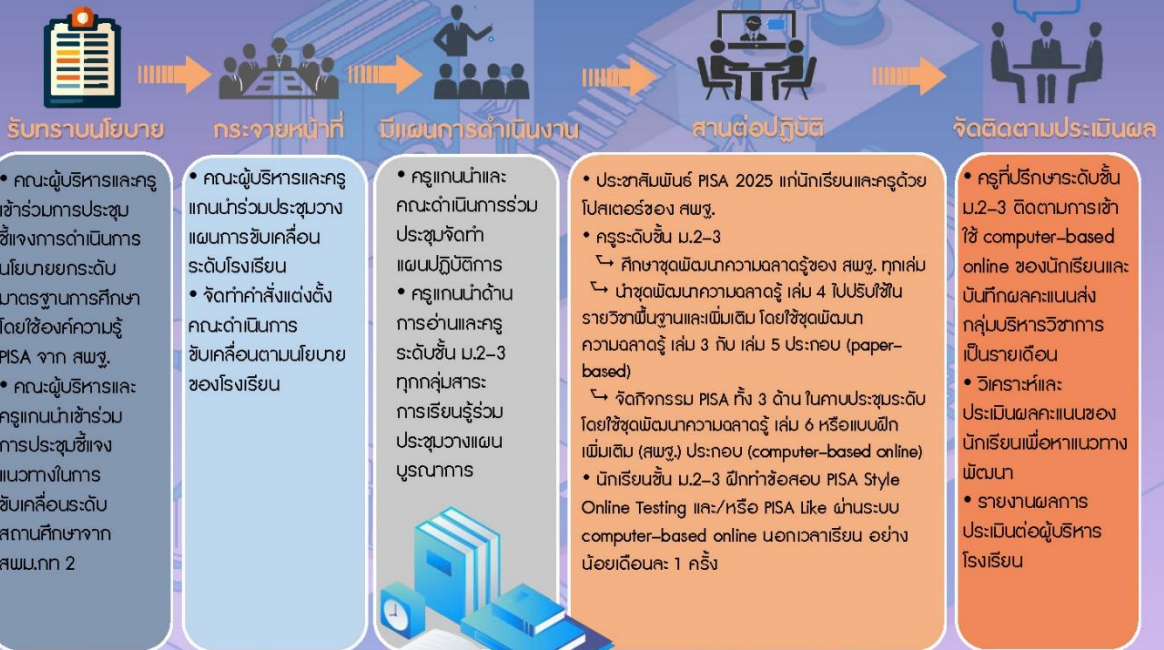 รับทราบนโยบาย
กระจายหน้าที่
มีแผนการดำเนินงาน
สานต่อปฏิบัติ
จัดติดตามประเมินผล
• คณะผู้บริหารและครู
เข้าร่วมการประชุม
ชี้แจงการดำเนินการ
นโยบายยกระดับ
มาตรฐานการศึกษา
โดยใช้องค์ความรู้
PISA จาก สพฐ.
• คณะผู้บริหารและ
ครูแกนนำเข้าร่วม
การประชุมชี้แจง
แนวทางในการ
ขับเคลื่อนระดับ
สถานศึกษาจาก
สพม.กท 2
• คณะผู้บริหารและครู
แกนนำร่วมประชุมวาง
แผนการขับเคลื่อน
ระดับโรงเรียน
• จัดทำคำสั่งแต่งตั้ง
คณะดำเนินการ
ขับเคลื่อนตามนโยบาย
ของโรงเรียน
• ครูแกนนำและ
คณะดำเนินการร่วม
ประชุมจัดทำ
แผนปฏิบัติการ
• ครูแกนนำด้าน
การอ่านและครู
ระดับชั้น ม.2-3
ทุกกลุ่มสาระ
การเรียนรู้ร่วม
ประชุมวางแผน
บูรณาการ
• ประชาสัมพันธ์ PISA 2025 แก่นักเรียนและครูด้วย
โปสเตอร์ของ สพฐ.
• ครูระดับชั้น ม.2-3
↪ ศึกษาชุดพัฒนาความฉลาดรู้ของ สพฐ. ทุกเล่ม
↪ นำชุดพัฒนาความฉลาดรู้ เล่ม 4 ไปปรับใช้ใน
รายวิชาพื้นฐานและเพิ่มเติม โดยใช้ชุดพัฒนา
ความฉลาดรู้ เล่ม 3 กับ เล่ม 5 ประกอบ (paper-
based)
↪ จัดกิจกรรม PISA ทั้ง 3 ด้าน ในคาบประชุมระดับ
โดยใช้ชุดพัฒนาความฉลาดรู้ เล่ม 6 หรือแบบฝึก
เพิ่มเติม (สพฐ.) ประกอบ (computer-based online)
• นักเรียนชั้น ม.2-3 ฝึกทำข้อสอบ PISA Style
Online Testing และ/หรือ PISA Like ผ่านระบบ
computer-based online นอกเวลาเรียน อย่าง
น้อยเดือนละ 1 ครั้ง
• ครูที่ปรึกษาระดับชั้น
ม.2-3 ติดตามการเข้า
ใช้ computer-based
online ของนักเรียนและ
บันทึกผลคะแนนส่ง
กลุ่มบริหารวิชาการ
เป็นรายเดือน
• วิเคราะห์และ
ประเมินผลคะแนนของ
นักเรียนเพื่อหาแนวทาง
พัฒนา
• รายงานผลการ
ประเมินต่อผู้บริหาร
โรงเรียน